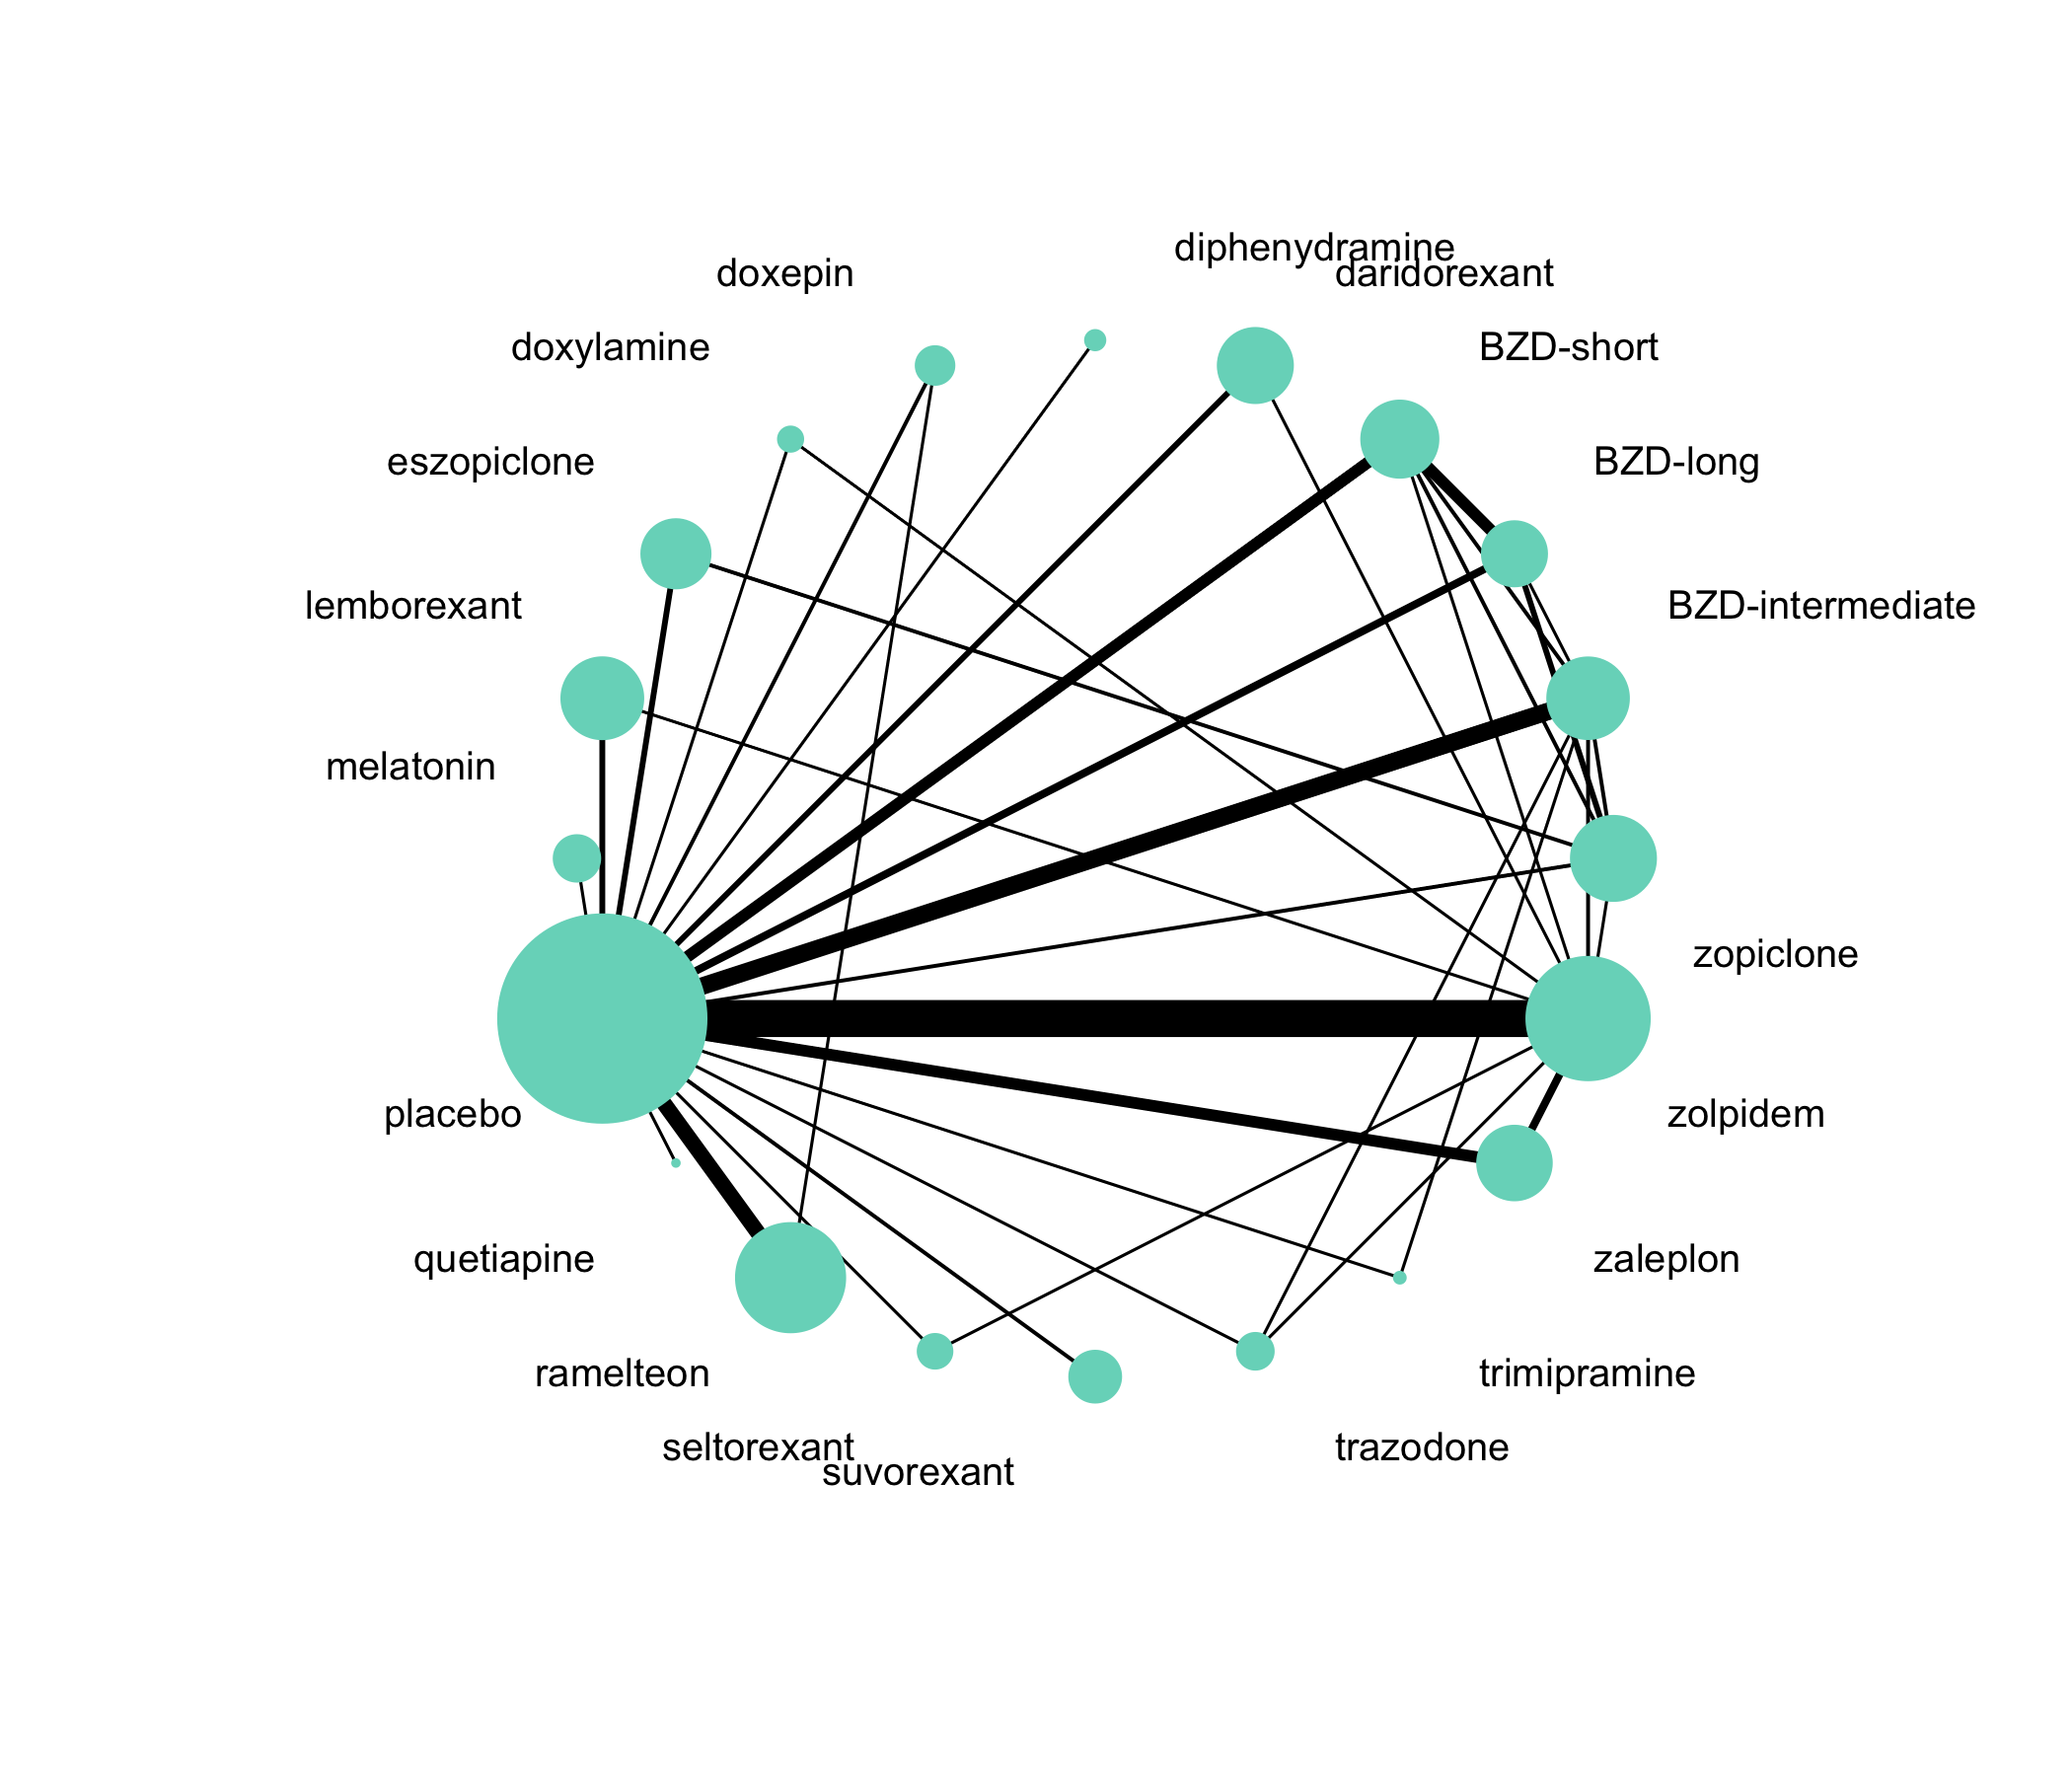 diphenydramine
doxepin
daridorexant
doxylamine
BZD-short
eszopiclone
BZD-long
lemborexant
BZD-intermediate
melatonin
zopiclone
placebo
zolpidem
quetiapine
zaleplon
ramelteon
trimipramine
seltorexant
trazodone
suvorexant